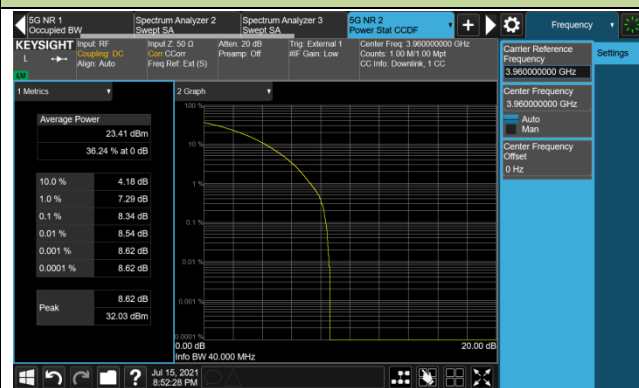 5G NR 1
Occupied BW
Spectrum Analyzer 2
Swept SA
Spectrum Analyzer 3
Swept SA
5G NR 2
Power Stat CCDF
Frequency
KEYSIGHT
L
LXI
Input: RF
Coupling: DC
Align: Auto
Input Z: 50 Ω
Corr CCorr
Freq Ref: Ext (S)
Atten: 20 dB
Preamp: Off
Trig: External 1
#IF Gain: Low
Center Freq: 3.960000000 GHz
Counts: 1.00 M/1.00 Mpt
CC Info: Downlink, 1 CC
Carrier Reference
Frequency
3.960000000 GHz
Settings
Center Frequency
3.960000000 GHz
Auto
Man
Center Frequency
Offset
0 Hz
1 Metrics
Average Power
23.41 dBm
36.24 % at 0 dB
10.0 % 4.18 dB
1.0 % 7.29 dB
0.1 % 8.34 dB
0.01 % 8.54 dB
0.001 % 8.62 dB
0.0001 % 8.62 dB
Peak
8.62 dB
32.03 dBm
2 Graph
100 %
10 %
1 %
0.1 %
0.01 %
0.001 %
0.0001 %
0.00 dB 20.00 dB
Info BW 40.000 MHz
?
Jul 15, 2021
8:52:28 PM